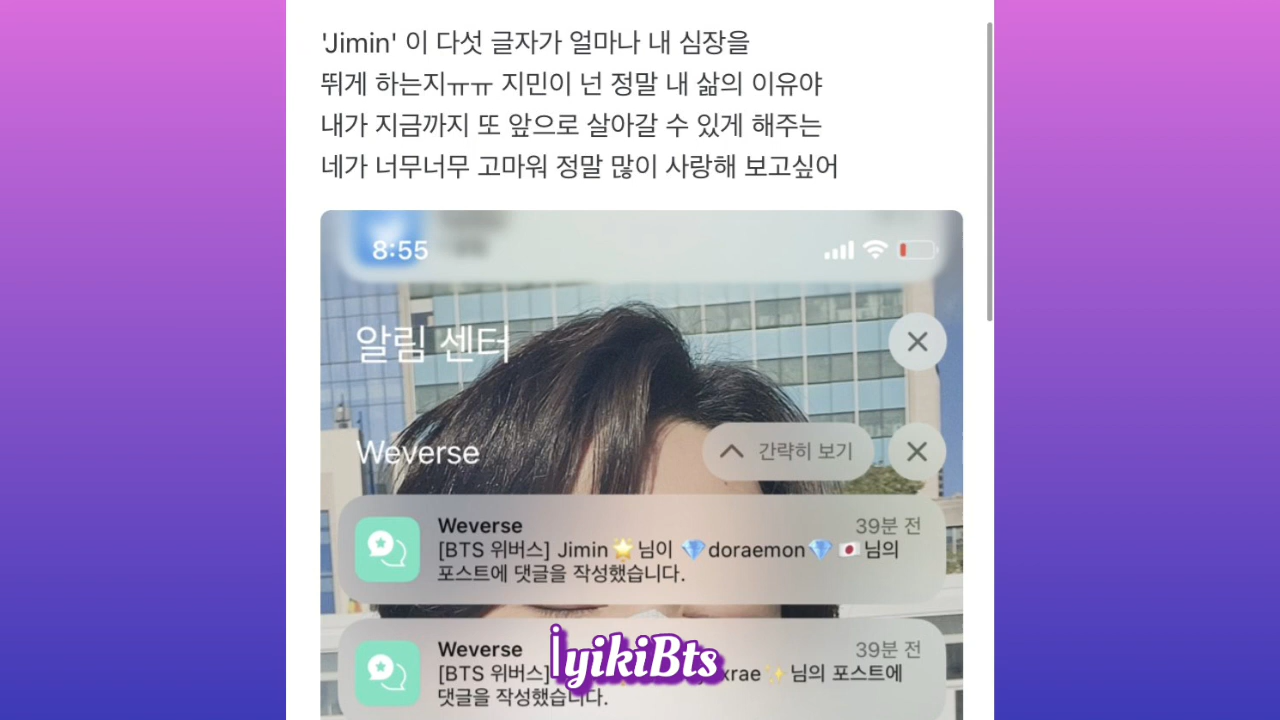 'Jimin' 이 다섯 글자가 얼마나 내 심장을
뛰게 하는지ㅠㅠ 지민이 넌 정말 내 삶의 이유야
내가 지금까지 또 앞으로 살아갈 수 있게 해주는
네가 너무너무 고마워 정말 많이 사랑해 보고싶어
8:55
알림 센터
Weverse
간략히 보기
Weverse 39분 전
[BTS 위버스] Jimin🌟님이 💎doraemon💎🇯🇵님의
포스트에 댓글을 작성했습니다.
Weverse 39분 전
[BTS 위버스] xrae✨님의 포스트에
댓글을 작성했습니다.
İyikiBts